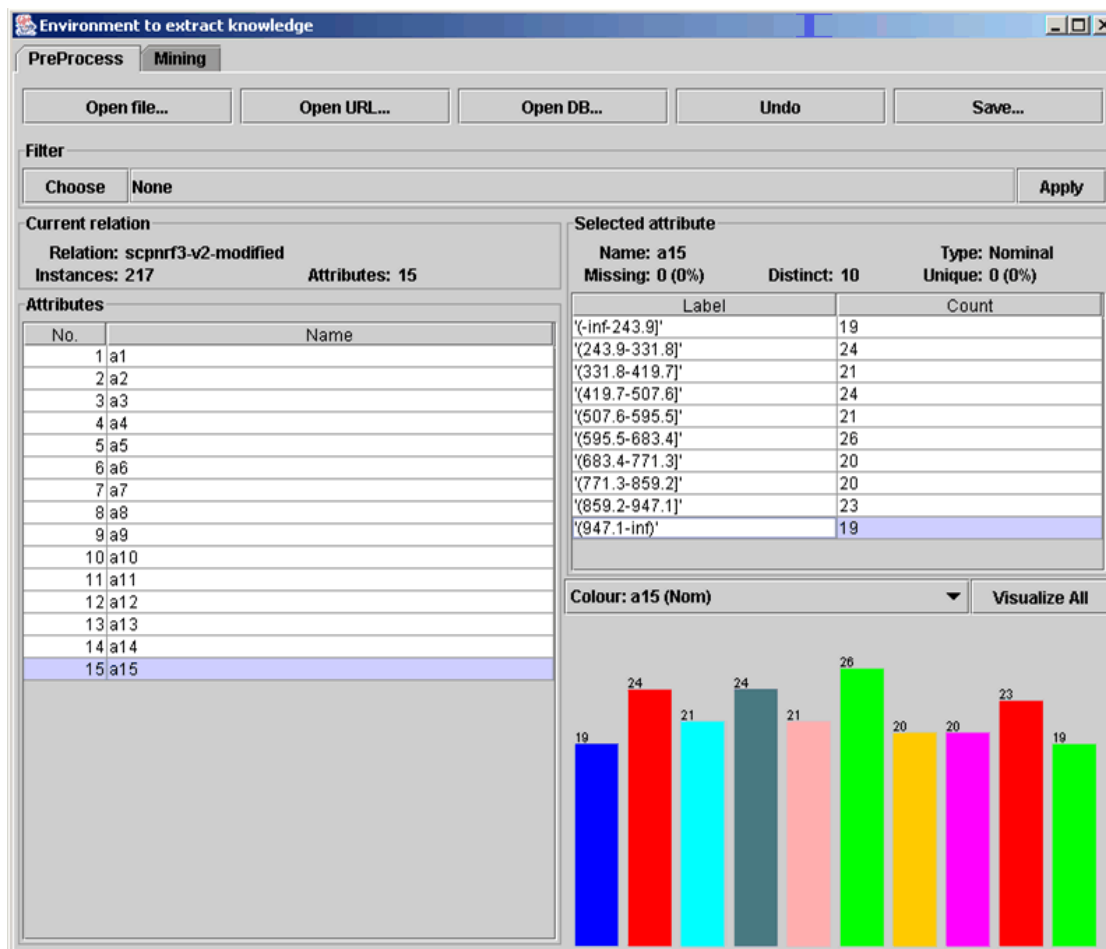 Environment to extract knowledge
PreProcess Mining
Open file... Open URL... Open DB... Undo Save...
Filter
Choose None Apply
Current relation
Relation: scpnrf3-v2-modified
Instances: 217 Attributes: 15
Attributes
No. Name
1 a1
2 a2
3 a3
4 a4
5 a5
6 a6
7 a7
8 a8
9 a9
10 a10
11 a11
12 a12
13 a13
14 a14
15 a15
Selected attribute
Name: a15 Type: Nominal
Missing: 0 (0%) Distinct: 10 Unique: 0 (0%)
Label Count
'(-inf-243.9]' 19
'(243.9-331.8]' 24
'(331.8-419.7]' 21
'(419.7-507.6]' 24
'(507.6-595.5]' 21
'(595.5-683.4]' 26
'(683.4-771.3]' 20
'(771.3-859.2]' 20
'(859.2-947.1]' 23
'(947.1-inf)' 19
Colour: a15 (Nom) Visualize All
19 24 21 24 21 26 20 20 23 19